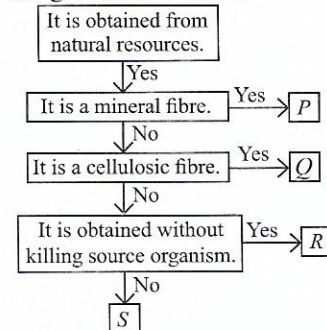 It is obtained from
natural resources.
Yes
It is a mineral fibre.
Yes
P
No
It is a cellulosic fibre.
Yes
Q
No
It is obtained without
killing source organism.
Yes
R
No
S